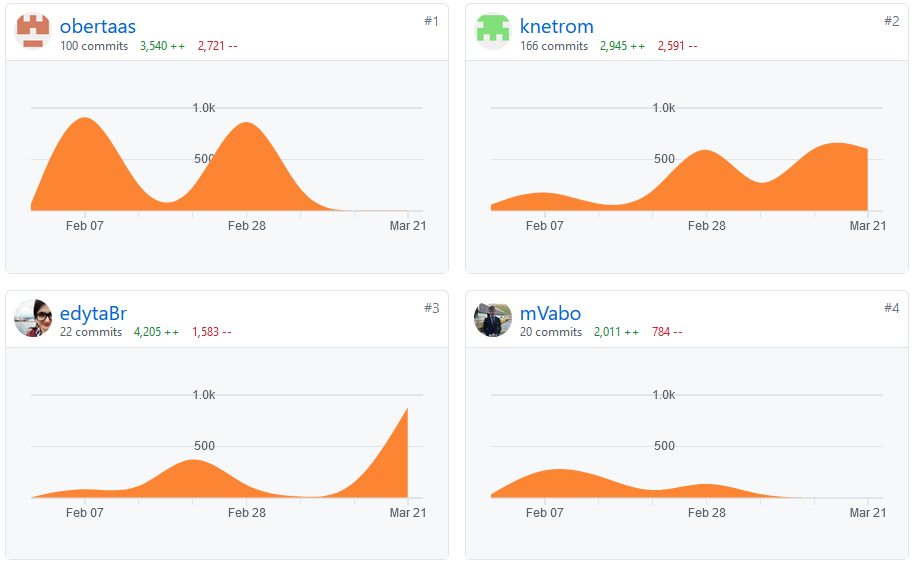 obertaas #1
100 commits 3,540 ++ 2,721 --
1.0k
500
Feb 07 Feb 28 Mar 21
knetrom #2
166 commits 2,945 ++ 2,591 --
1.0k
500
Feb 07 Feb 28 Mar 21
edytaBr #3
22 commits 4,205 ++ 1,583 --
1.0k
500
Feb 07 Feb 28 Mar 21
mVabo #4
20 commits 2,011 ++ 784 --
1.0k
500
Feb 07 Feb 28 Mar 21